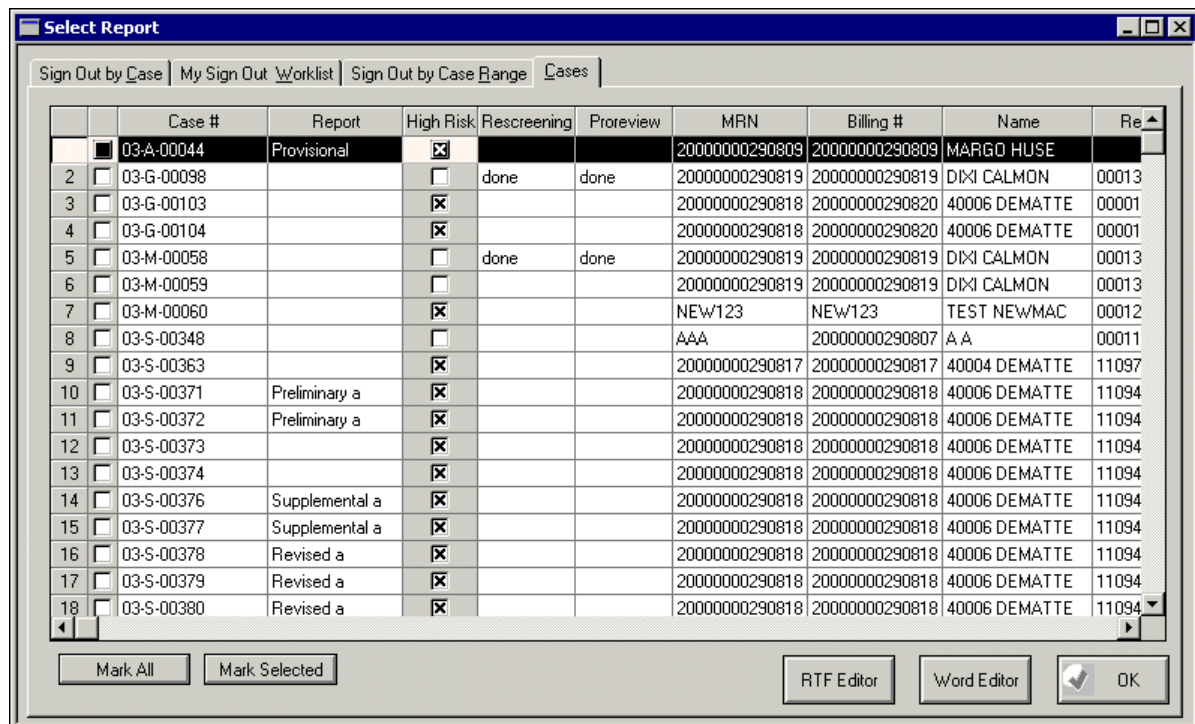 Select Report
Sign Out by Case My Sign Out Worklist Sign Out by Case Range Cases
Case # Report High Risk Rescreening Proreview MRN Billing # Name Re
1 03-A-00044 Provisional 20000000290809 20000000290809 MARGO HUSE
2 03-G-00098 done done 20000000290819 20000000290819 DIXI CALMON 00013
3 03-G-00103 20000000290818 20000000290820 40006 DEMATTE 00001
4 03-G-00104 20000000290818 20000000290820 40006 DEMATTE 00001
5 03-M-00058 done done 20000000290819 20000000290819 DIXI CALMON 00013
6 03-M-00059 20000000290819 20000000290819 DIXI CALMON 00013
7 03-M-00060 NEW123 NEW123 TEST NEWMAC 00012
8 03-S-00348 AAA 20000000290807 A A 00011
9 03-S-00363 20000000290817 20000000290817 40004 DEMATTE 11097
10 03-S-00371 Preliminary a 20000000290818 20000000290818 40006 DEMATTE 11094
11 03-S-00372 Preliminary a 20000000290818 20000000290818 40006 DEMATTE 11094
12 03-S-00373 20000000290818 20000000290818 40006 DEMATTE 11094
13 03-S-00374 20000000290818 20000000290818 40006 DEMATTE 11094
14 03-S-00376 Supplemental a 20000000290818 20000000290818 40006 DEMATTE 11094
15 03-S-00377 Supplemental a 20000000290818 20000000290818 40006 DEMATTE 11094
16 03-S-00378 Revised a 20000000290818 20000000290818 40006 DEMATTE 11094
17 03-S-00379 Revised a 20000000290818 20000000290818 40006 DEMATTE 11094
18 03-S-00380 Revised a 20000000290818 20000000290818 40006 DEMATTE 11094
Mark All Mark Selected RTF Editor Word Editor OK